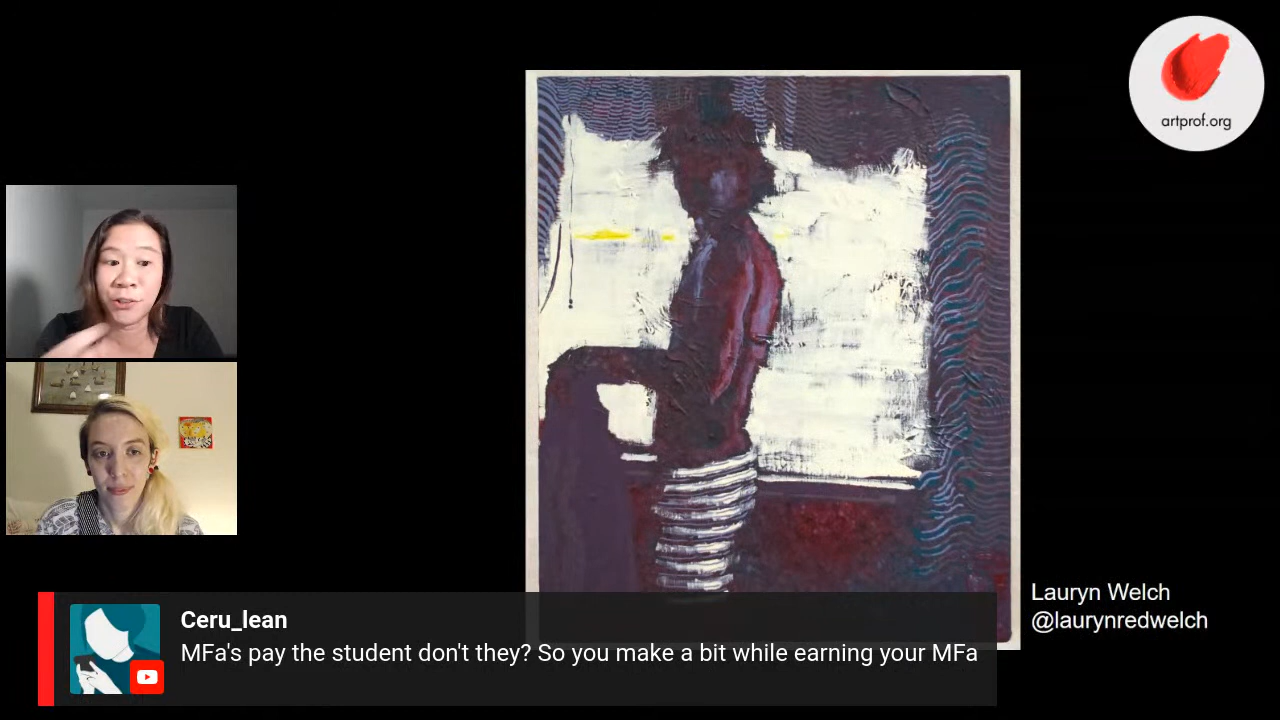 artprof.org
Lauryn Welch
@laurynredwelch
Ceru_lean
MFa's pay the student don't they? So you make a bit while earning your MFa